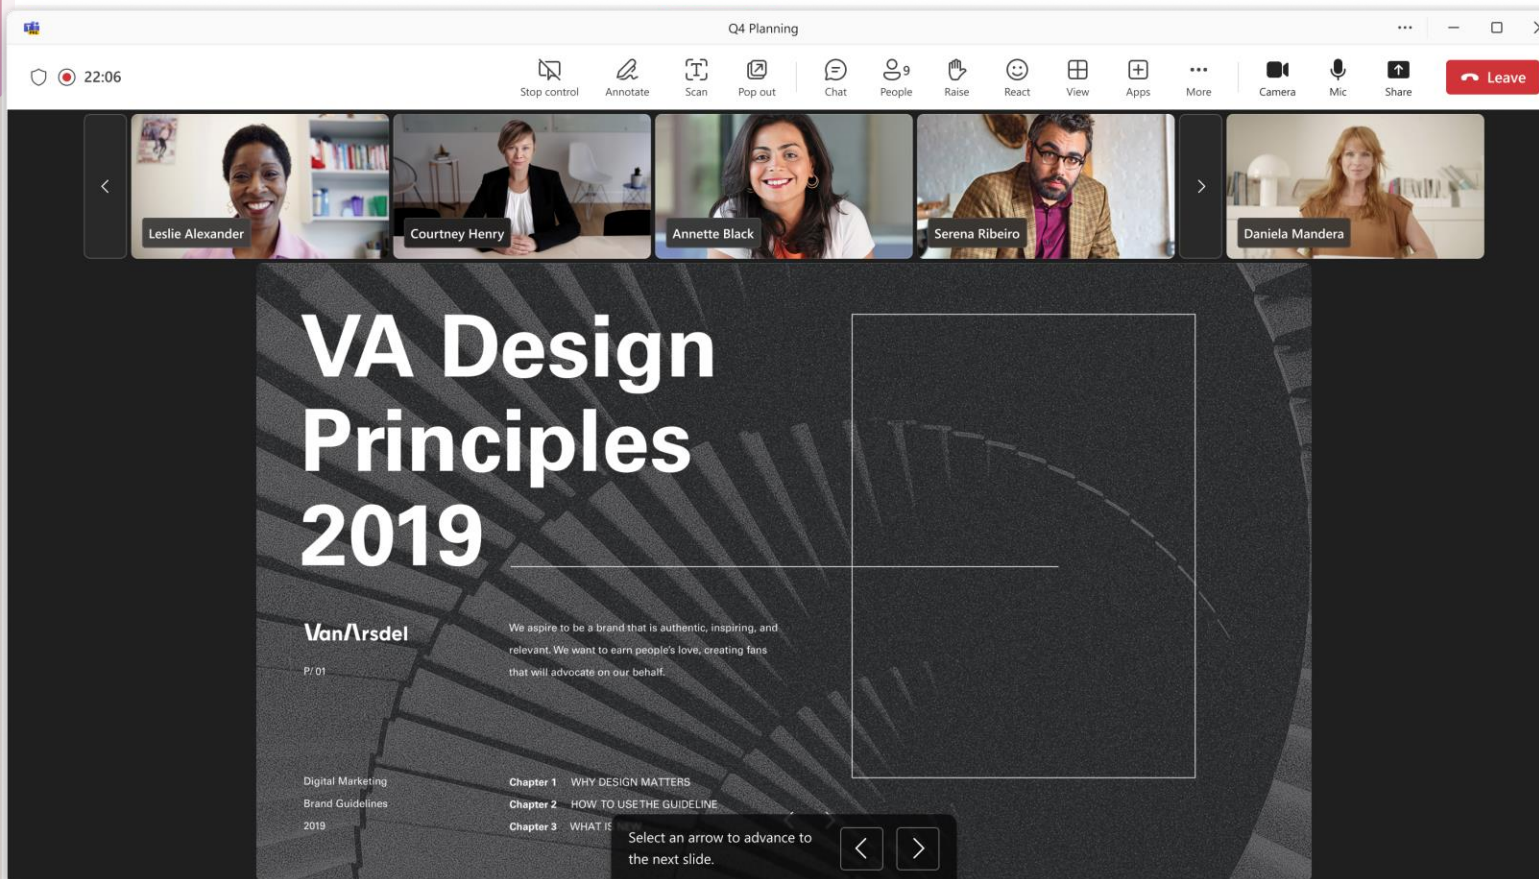 Q4 Planning
22:06
Stop control
Annotate
Scan
Pop out
Chat
9
People
Raise
React
View
Apps
More
Camera
Mic
Share
Leave
Leslie Alexander
Courtney Henry
Annette Black
Serena Ribeiro
Daniela Mandera
VA Design
Principles
2019
VanArsdel
P/ 01
We aspire to be a brand that is authentic, inspiring, and
relevant. We want to earn people's love, creating fans
that will advocate on our behalf.
Digital Marketing
Brand Guidelines
2019
Chapter 1 WHY DESIGN MATTERS
Chapter 2 HOW TO USE THE GUIDELINE
Chapter 3 WHAT IS
Select an arrow to advance to
the next slide.